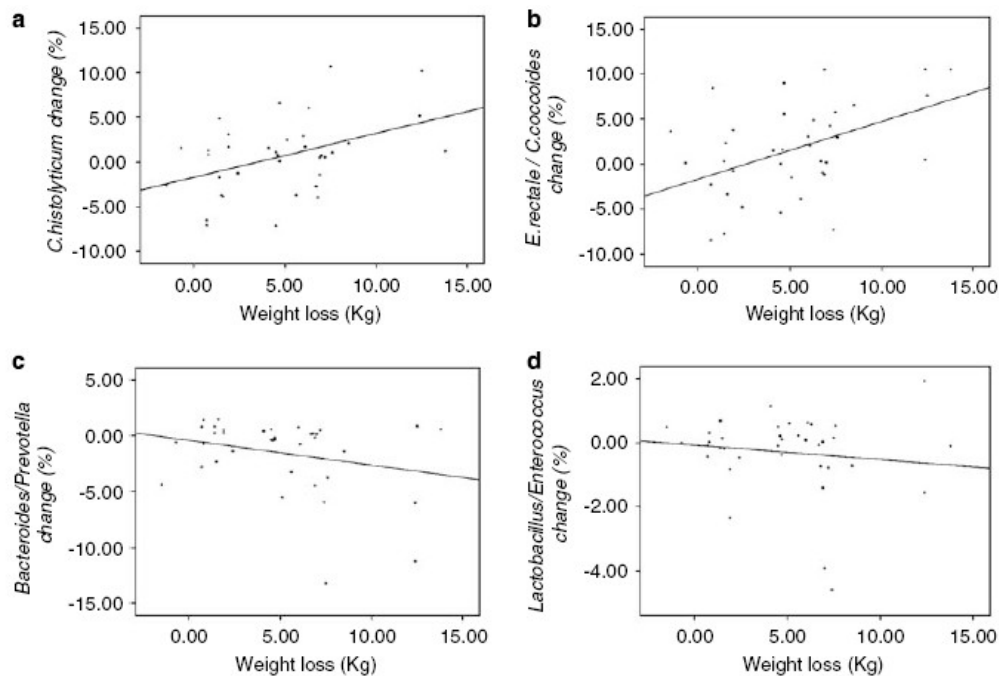 a
15.00
10.00
5.00
0.00
-5.00
-10.00
C.histolyticum change (%)
0.00 5.00 10.00 15.00
Weight loss (Kg)
b
15.00
10.00
5.00
0.00
-5.00
-10.00
E.rectale / C.coccoides
change (%)
0.00 5.00 10.00 15.00
Weight loss (Kg)
c
5.00
0.00
-5.00
-10.00
-15.00
Bacteroides/Prevotella
change (%)
0.00 5.00 10.00 15.00
Weight loss (Kg)
d
2.00
0.00
-2.00
-4.00
Lactobacillus/Enterococcus
change (%)
0.00 5.00 10.00 15.00
Weight loss (Kg)